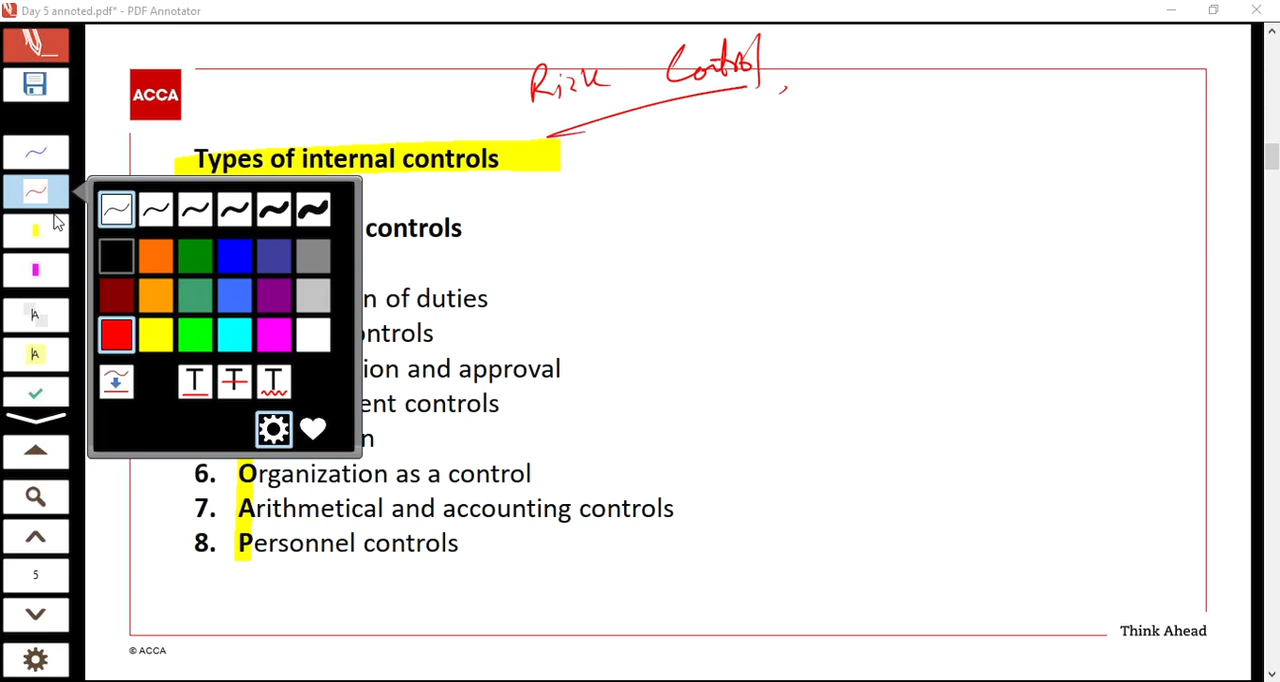 Day 5 annoted.pdf* - PDF Annotator
Risk Control,
ACCA
Types of internal controls
controls
n of duties
ontrols
ion and approval
ent controls
n
6. Organization as a control
7. Arithmetical and accounting controls
8. Personnel controls
5
Think Ahead
© ACCA